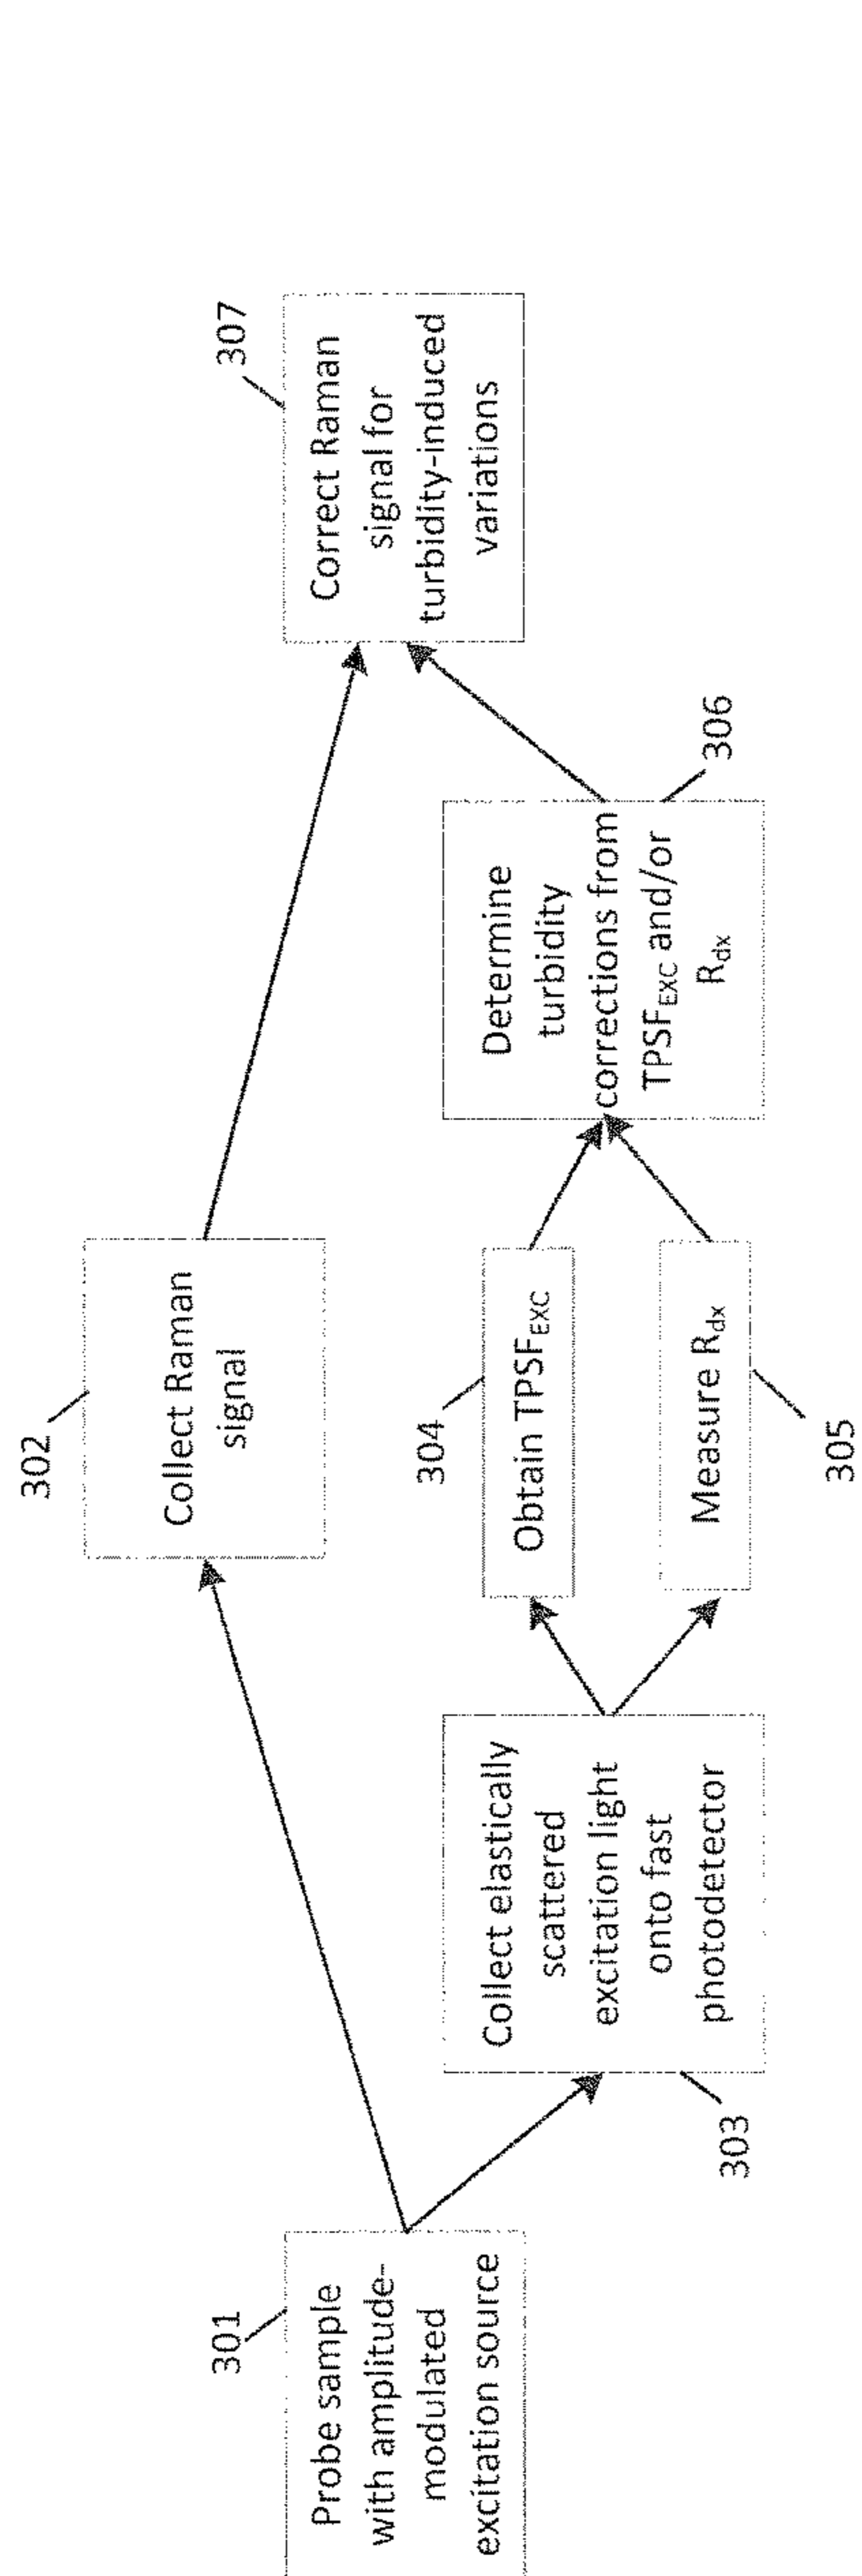 301
Probe sample
with amplitude-
modulated
excitation source
302
Collect Raman
signal
303
Collect elastically
scattered
excitation light
onto fast
photodetector
304
Obtain TPSF_EXC
305
Measure R_dx
306
Determine
turbidity
corrections from
TPSF_EXC and/or
R_dx
307
Correct Raman
signal for
turbidity-induced
variations